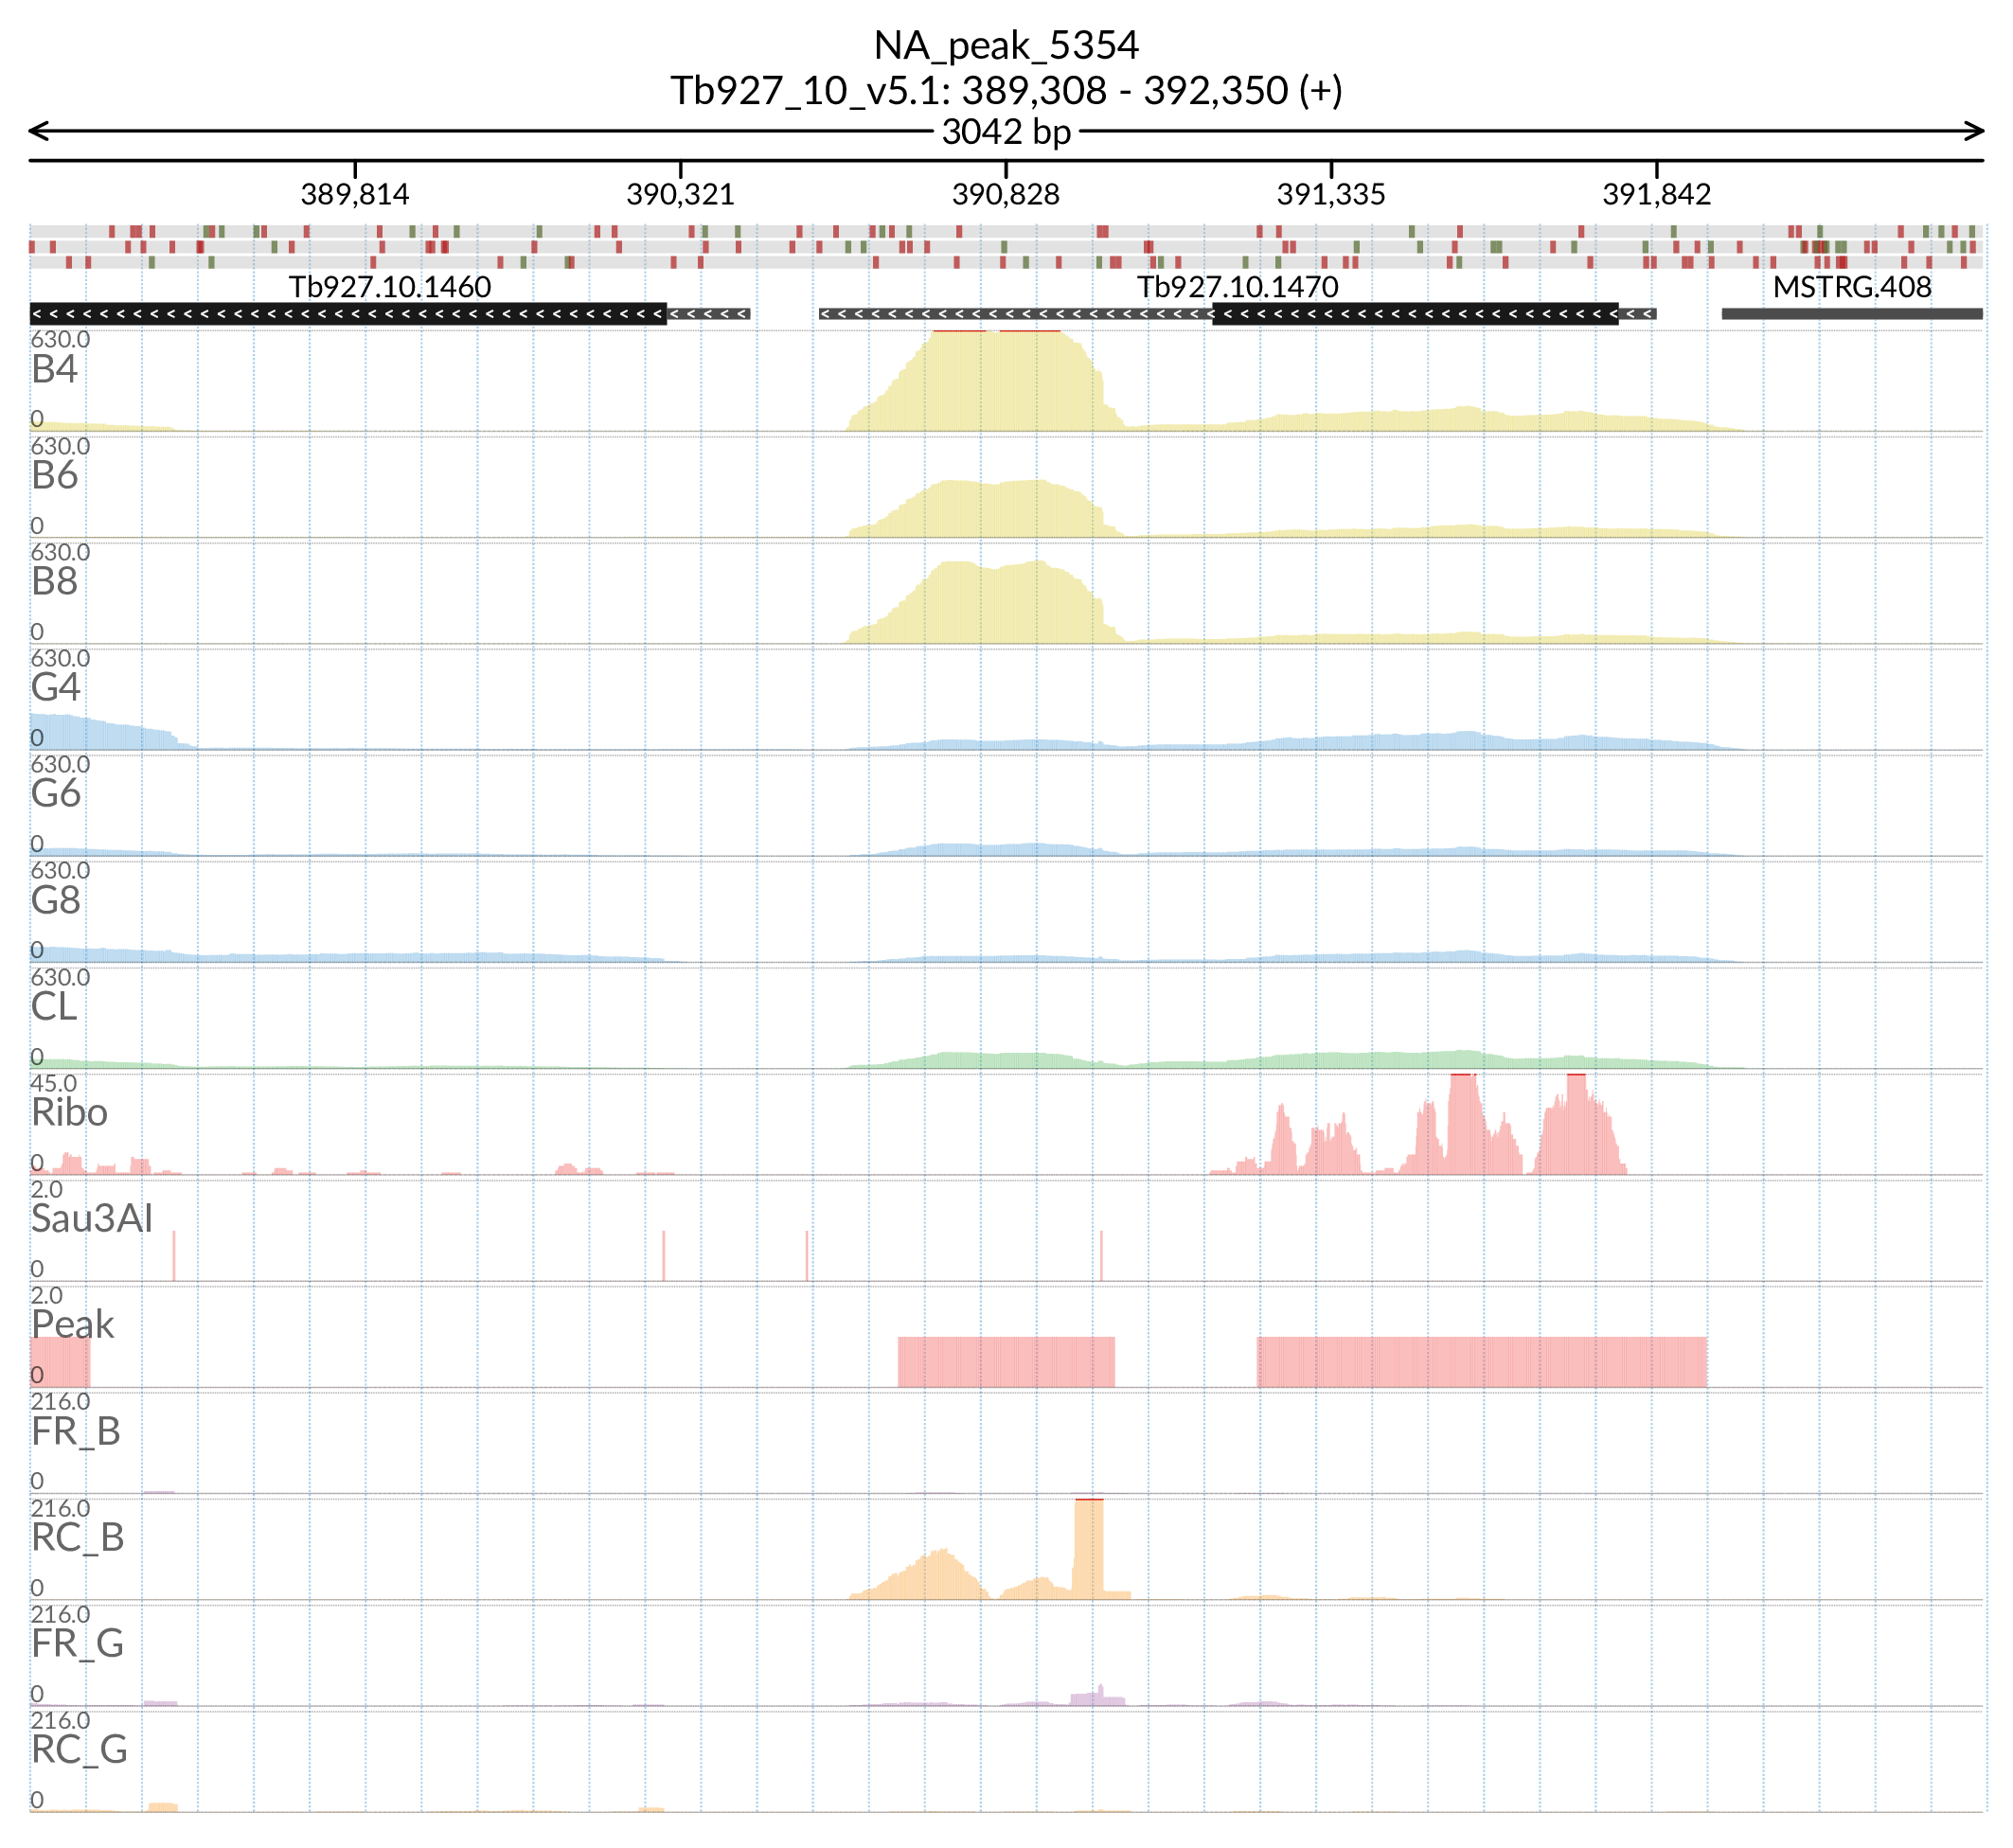 NA_peak_5354
Tb927_10_v5.1: 389,308 - 392,350 (+)
3042 bp
389,814 390,321 390,828 391,335 391,842
Tb927.10.1460 Tb927.10.1470 MSTRG.408
630.0
B4
0
630.0
B6
0
630.0
B8
0
630.0
G4
0
630.0
G6
0
630.0
G8
0
630.0
CL
0
45.0
Ribo
0
2.0
Sau3AI
0
2.0
Peak
0
216.0
FR_B
0
216.0
RC_B
0
216.0
FR_G
0
216.0
RC_G
0